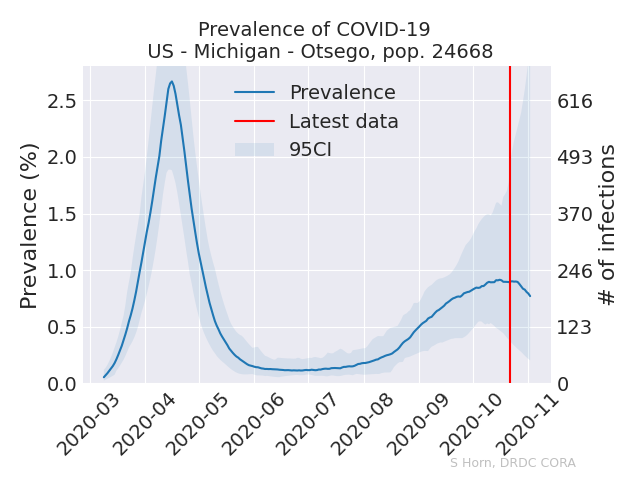 Prevalence of COVID-19
US - Michigan - Otsego, pop. 24668
Prevalence
Latest data
95CI
Prevalence (%)
2.5
2.0
1.5
1.0
0.5
0.0
616
493
370
246
123
0
# of infections
2020-03
2020-04
2020-05
2020-06
2020-07
2020-08
2020-09
2020-10
2020-11
S Horn, DRDC CORA